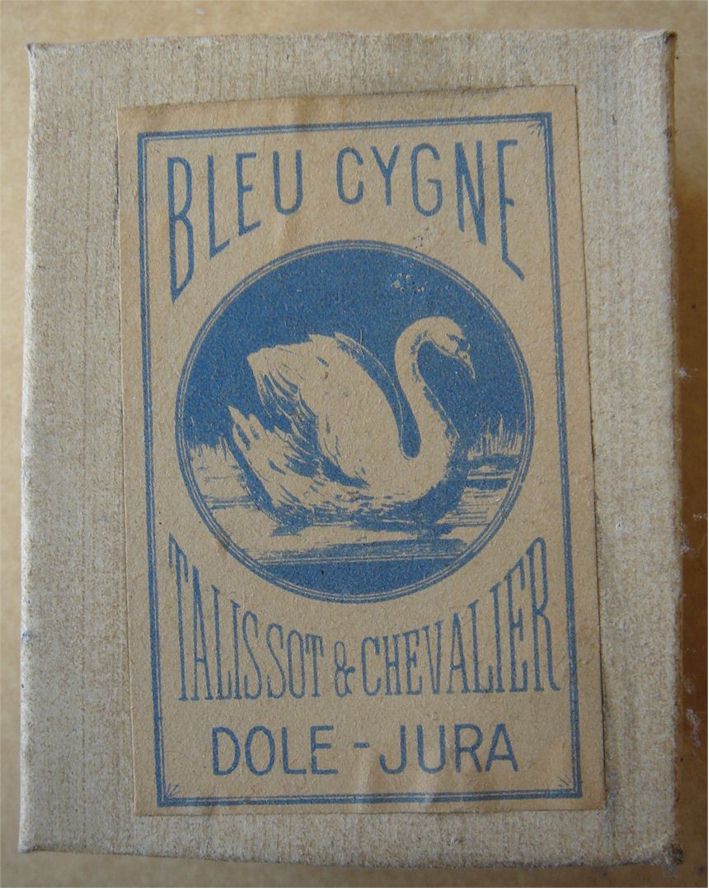 BLEU CYGNE
TALISSOT & CHEVALIER
DOLE - JURA